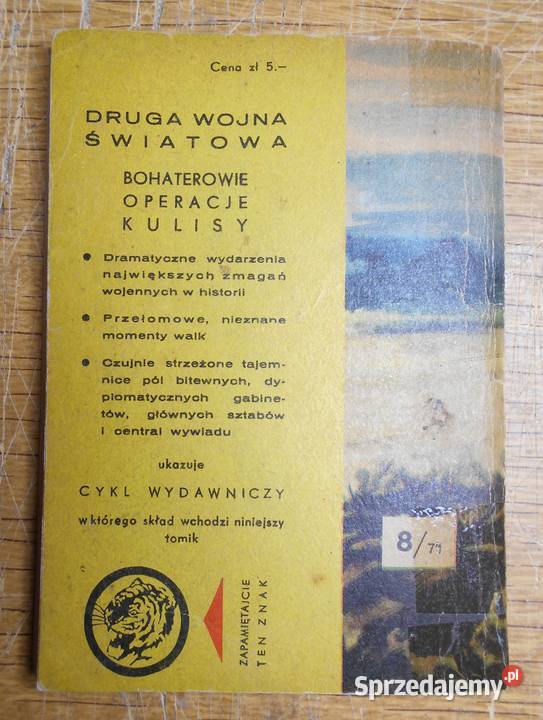 Cena zł 5.—
DRUGA WOJNA
ŚWIATOWA
BOHATEROWIE
OPERACJE
KULISY
● Dramatyczne wydarzenia
największych zmagań
wojennych w historii
● Przełomowe, nieznane
momenty walk
● Czujnie strzeżone tajem-
nice pól bitewnych, dy-
plomatycznych gabine-
tów, głównych sztabów
i central wywiadu
ukazuje
CYKL WYDAWNICZY
w którego skład wchodzi niniejszy
tomik
ZAPAMIĘTAJCIE
TEN ZNAK
8/74
Sprzedajemy.pl